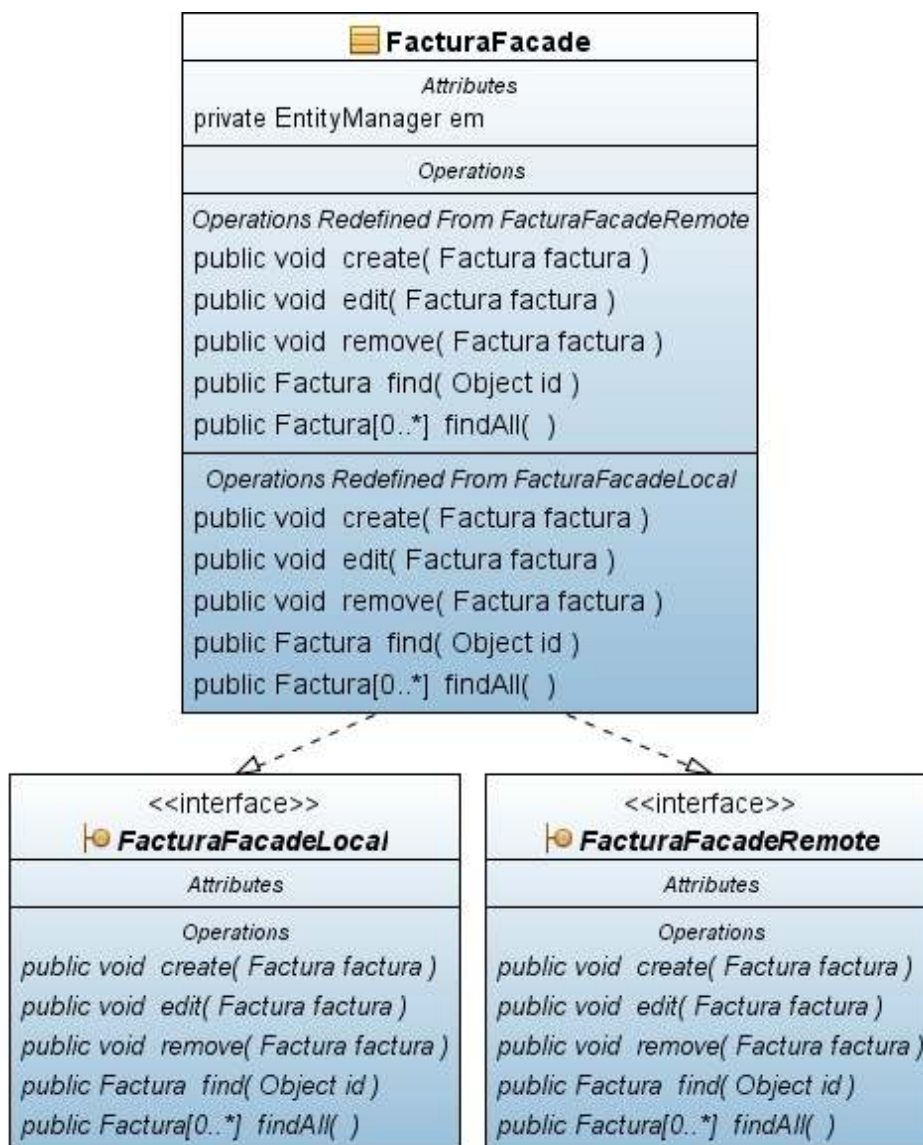 FacturaFacade
Attributes
private EntityManager em
Operations
Operations Redefined From FacturaFacadeRemote
public void create( Factura factura )
public void edit( Factura factura )
public void remove( Factura factura )
public Factura find( Object id )
public Factura[0..*] findAll( )
Operations Redefined From FacturaFacadeLocal
public void create( Factura factura )
public void edit( Factura factura )
public void remove( Factura factura )
public Factura find( Object id )
public Factura[0..*] findAll( )
<<interface>>
FacturaFacadeLocal
Attributes
Operations
public void create( Factura factura )
public void edit( Factura factura )
public void remove( Factura factura )
public Factura find( Object id )
public Factura[0..*] findAll( )
<<interface>>
FacturaFacadeRemote
Attributes
Operations
public void create( Factura factura )
public void edit( Factura factura )
public void remove( Factura factura )
public Factura find( Object id )
public Factura[0..*] findAll( )